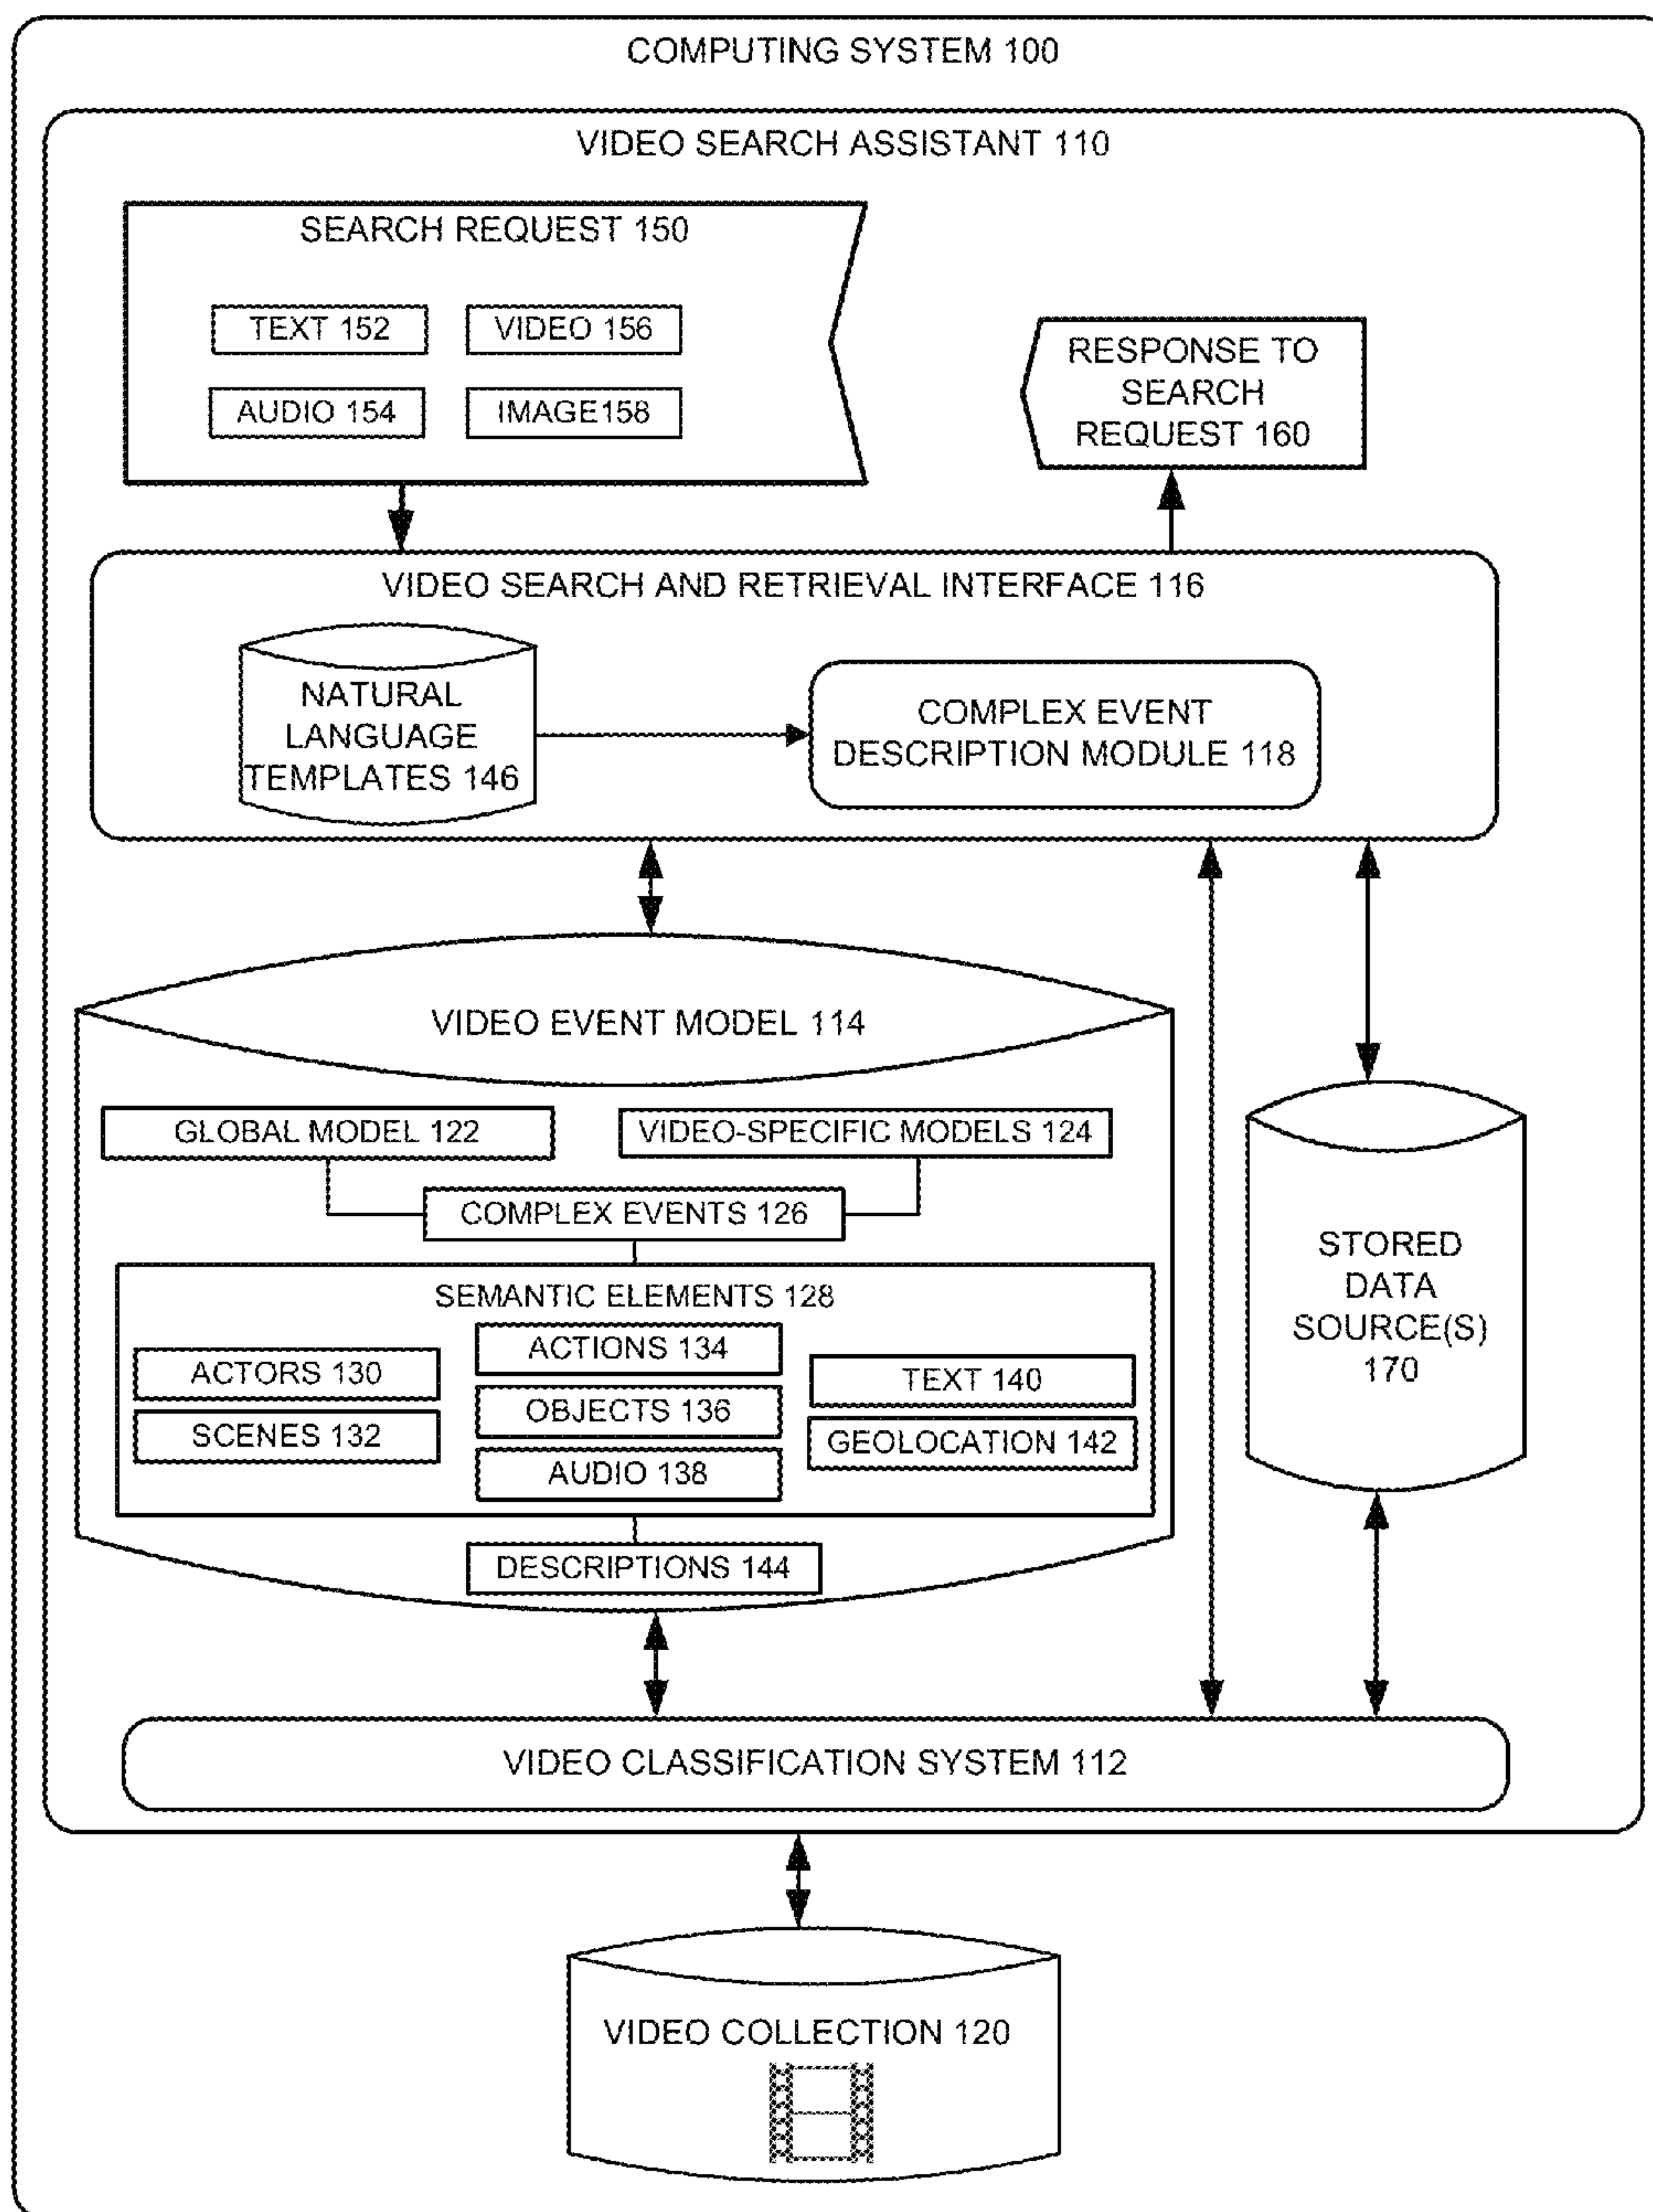 COMPUTING SYSTEM 100
VIDEO SEARCH ASSISTANT 110
SEARCH REQUEST 150
TEXT 152
VIDEO 156
AUDIO 154
IMAGE158
RESPONSE TO
SEARCH
REQUEST 160
VIDEO SEARCH AND RETRIEVAL INTERFACE 116
NATURAL
LANGUAGE
TEMPLATES 146
COMPLEX EVENT
DESCRIPTION MODULE 118
VIDEO EVENT MODEL 114
GLOBAL MODEL 122
VIDEO-SPECIFIC MODELS 124
COMPLEX EVENTS 126
SEMANTIC ELEMENTS 128
ACTORS 130
SCENES 132
ACTIONS 134
OBJECTS 136
AUDIO 138
TEXT 140
GEOLOCATION 142
DESCRIPTIONS 144
STORED
DATA
SOURCE(S)
170
VIDEO CLASSIFICATION SYSTEM 112
VIDEO COLLECTION 120